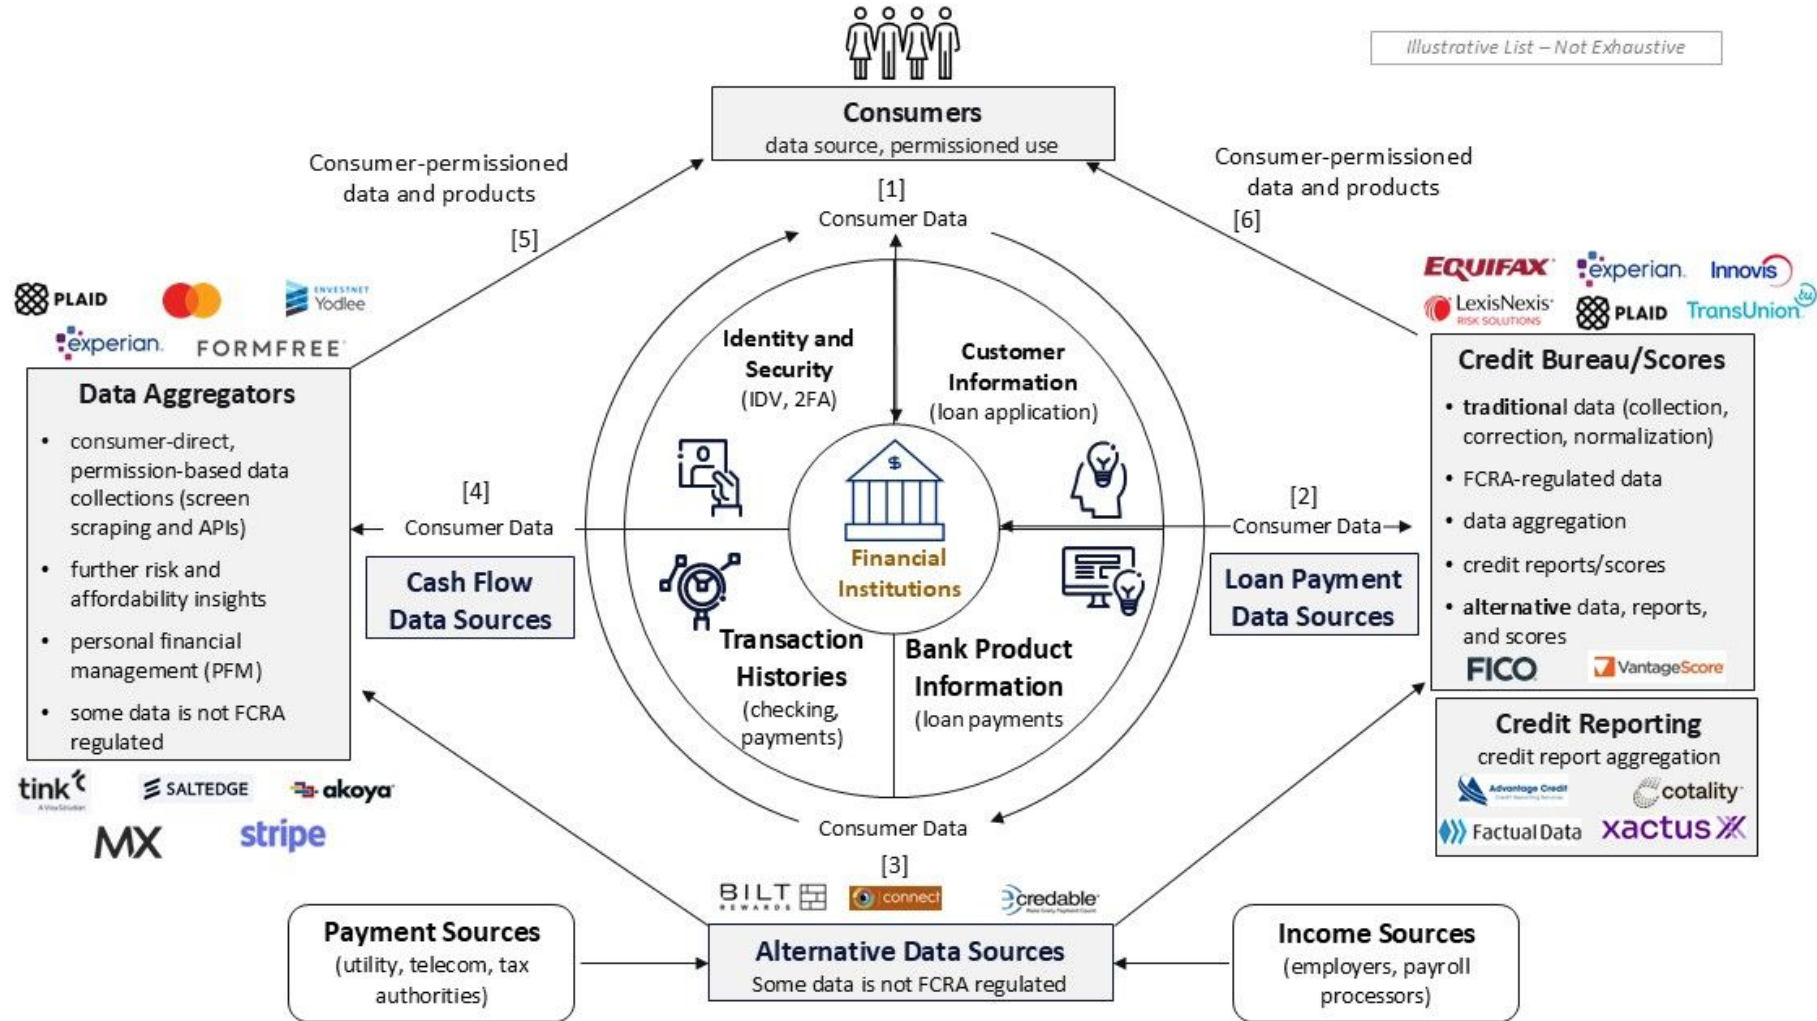 Illustrative List – Not Exhaustive
Consumers
data source, permissioned use
Consumer-permissioned
data and products
[5]
[1]
Consumer Data
Consumer-permissioned
data and products
[6]
PLAID
ENVESTNET
Yodlee
experian.
FORMFREE
Data Aggregators
• consumer-direct,
permission-based data
collections (screen
scraping and APIs)
• further risk and
affordability insights
• personal financial
management (PFM)
• some data is not FCRA
regulated
tink
A Visa Solution
SALTEDGE
akoya
MX
stripe
[4]
Consumer Data
Cash Flow
Data Sources
Identity and
Security
(IDV, 2FA)
Customer
Information
(loan application)
$
Financial
Institutions
Transaction
Histories
(checking,
payments)
Bank Product
Information
(loan payments
[2]
Consumer Data
Loan Payment
Data Sources
EQUIFAX
experian.
Innovis
LexisNexis
RISK SOLUTIONS
PLAID
TransUnion
tu
Credit Bureau/Scores
• traditional data (collection,
correction, normalization)
• FCRA-regulated data
• data aggregation
• credit reports/scores
• alternative data, reports,
and scores
FICO
VantageScore
Credit Reporting
credit report aggregation
Advantage Credit
cotality
Factual Data
xactus
Consumer Data
[3]
BILT
REWARDS
connect
credable
Payment Sources
(utility, telecom, tax
authorities)
Alternative Data Sources
Some data is not FCRA regulated
Income Sources
(employers, payroll
processors)